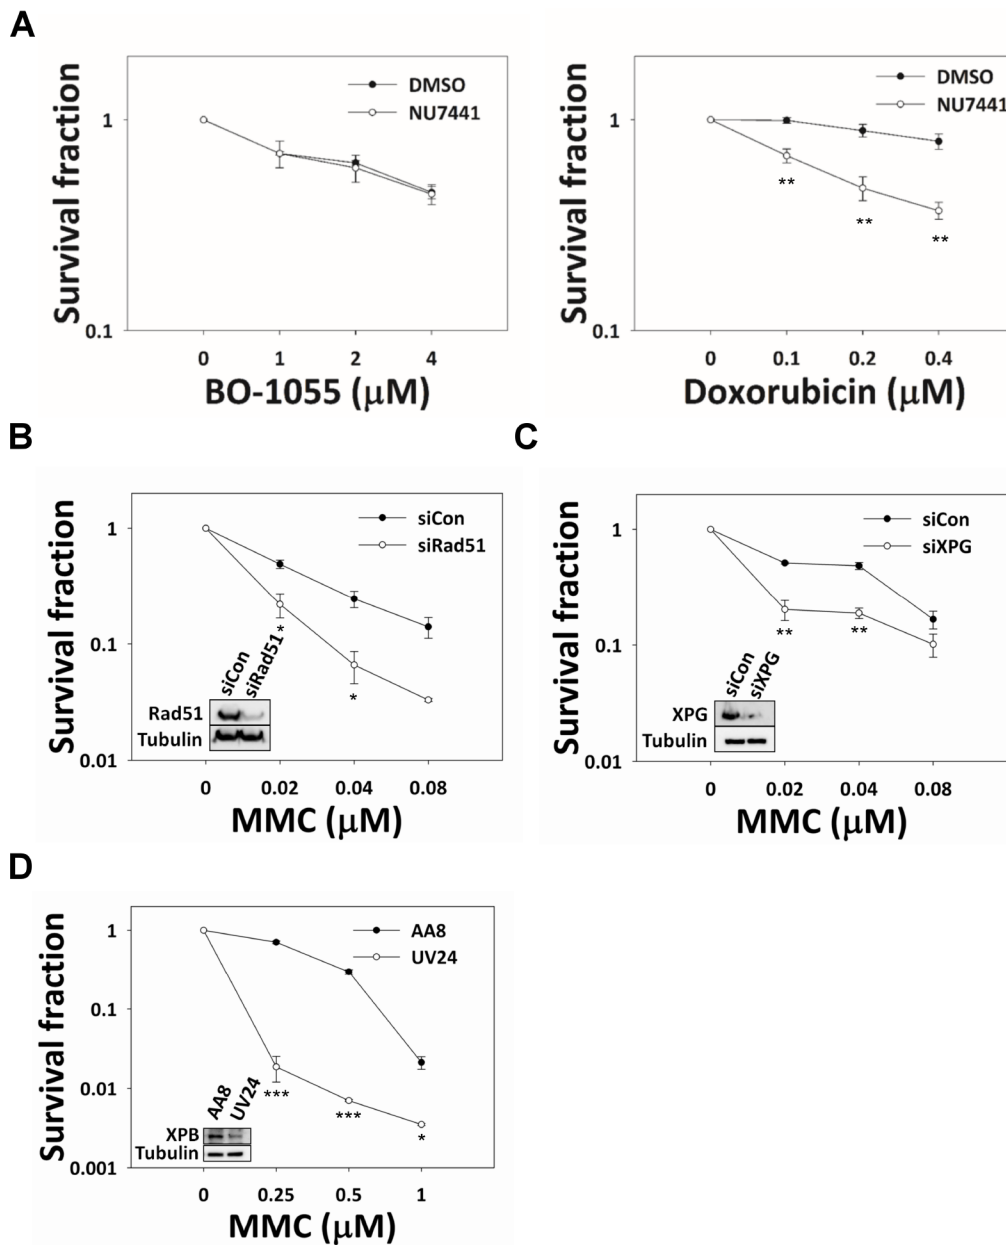 A
Survival fraction
1
0.1
DMSO
NU7441
0 1 2 4
BO-1055 (μM)
Survival fraction
1
0.1
DMSO
NU7441
**
**
**
0 0.1 0.2 0.4
Doxorubicin (μM)
B
Survival fraction
1
0.1
0.01
siCon
siRad51
*
*
siCon
siRad51
Rad51
Tubulin
0 0.02 0.04 0.08
MMC (μM)
C
Survival fraction
1
0.1
0.01
siCon
siXPG
**
**
siCon
siXPG
XPG
Tubulin
0 0.02 0.04 0.08
MMC (μM)
D
Survival fraction
1
0.1
0.01
0.001
AA8
UV24
***
***
*
AA8
UV24
XPB
Tubulin
0 0.25 0.5 1
MMC (μM)